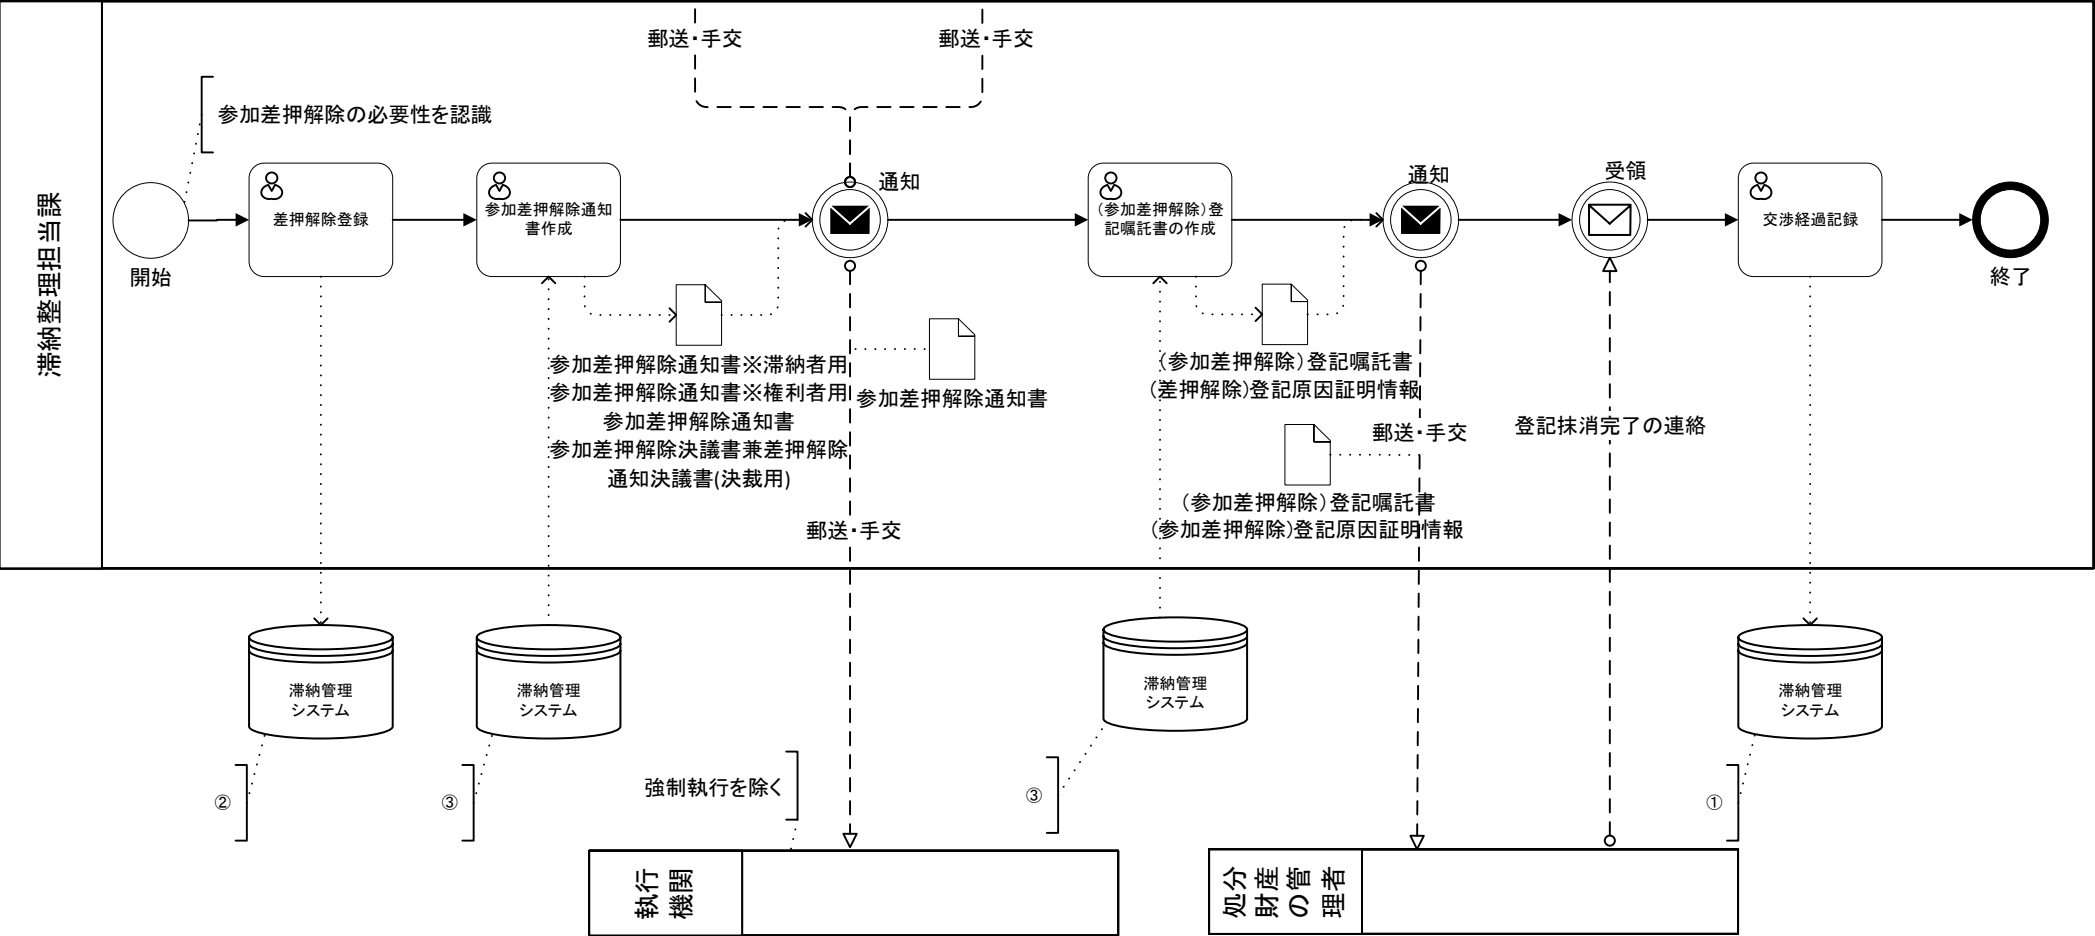 郵送・手交
郵送・手交
参加差押解除の必要性を認識
滞納整理担当課
開始
差押解除登録
参加差押解除通知
書作成
通知
(参加差押解除)登
記嘱託書の作成
通知
受領
交渉経過記録
終了
参加差押解除通知書※滞納者用
参加差押解除通知書※権利者用
参加差押解除通知書
参加差押解除決議書兼差押解除
通知決議書(決裁用)
参加差押解除通知書
郵送・手交
(参加差押解除)登記嘱託書
(差押解除)登記原因証明情報
郵送・手交
(参加差押解除)登記嘱託書
(参加差押解除)登記原因証明情報
登記抹消完了の連絡
滞納管理
システム
滞納管理
システム
滞納管理
システム
滞納管理
システム
②
③
強制執行を除く
③
①
執行
機関
処分
財産
の管
理者